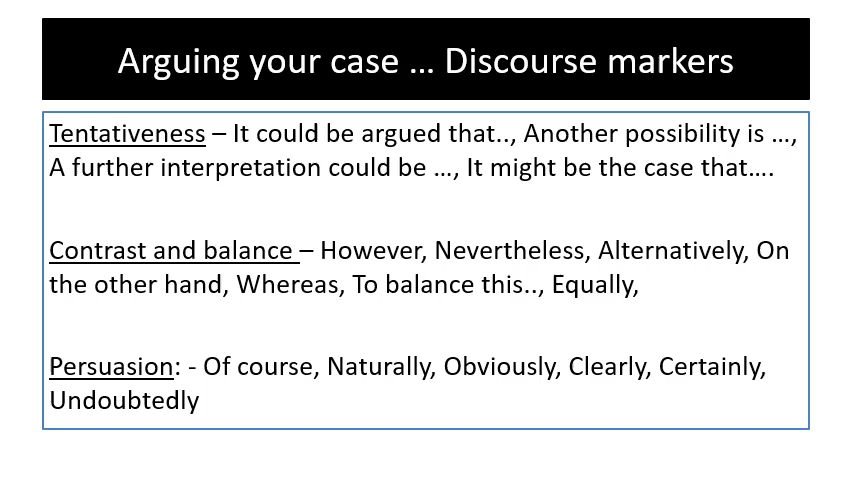 Arguing your case … Discourse markers
Tentativeness – It could be argued that.., Another possibility is …,
A further interpretation could be …, It might be the case that….
Contrast and balance – However, Nevertheless, Alternatively, On
the other hand, Whereas, To balance this.., Equally,
Persuasion: - Of course, Naturally, Obviously, Clearly, Certainly,
Undoubtedly